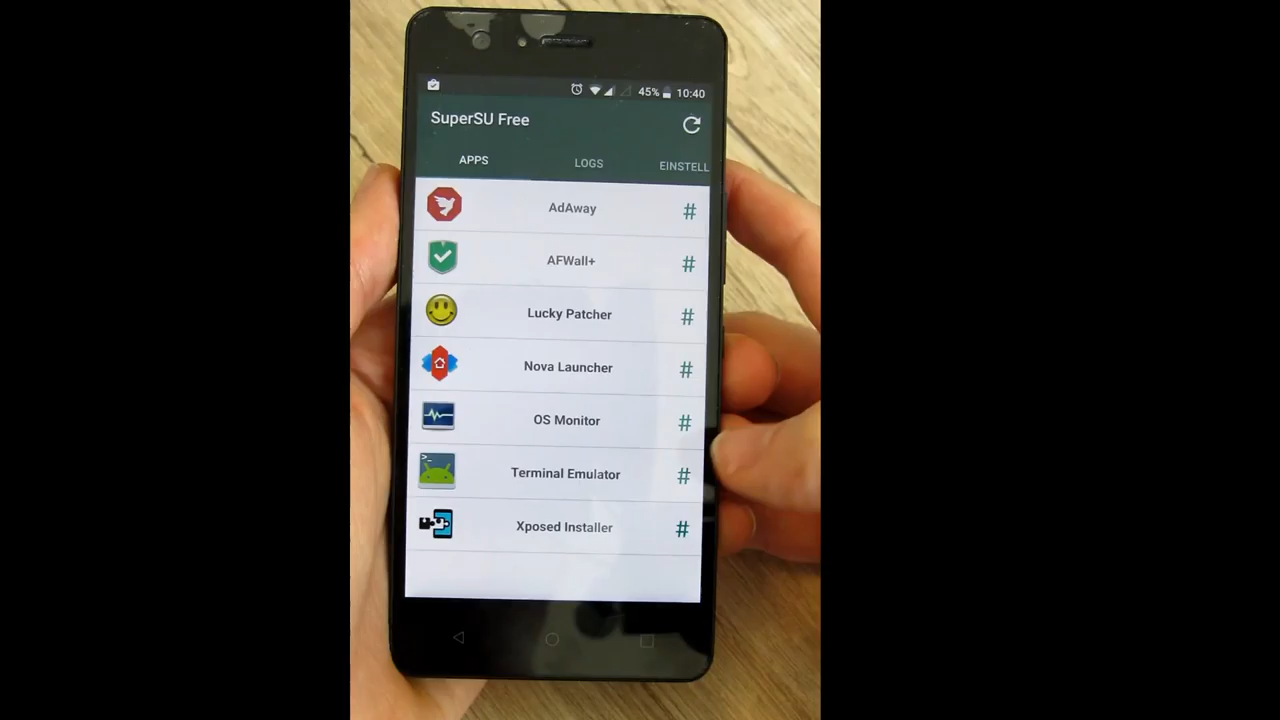 45% 10:40
SuperSU Free
APPS LOGS EINSTELL
AdAway #
AFWall+ #
Lucky Patcher #
Nova Launcher #
OS Monitor #
>_
Terminal Emulator #
Xposed Installer #